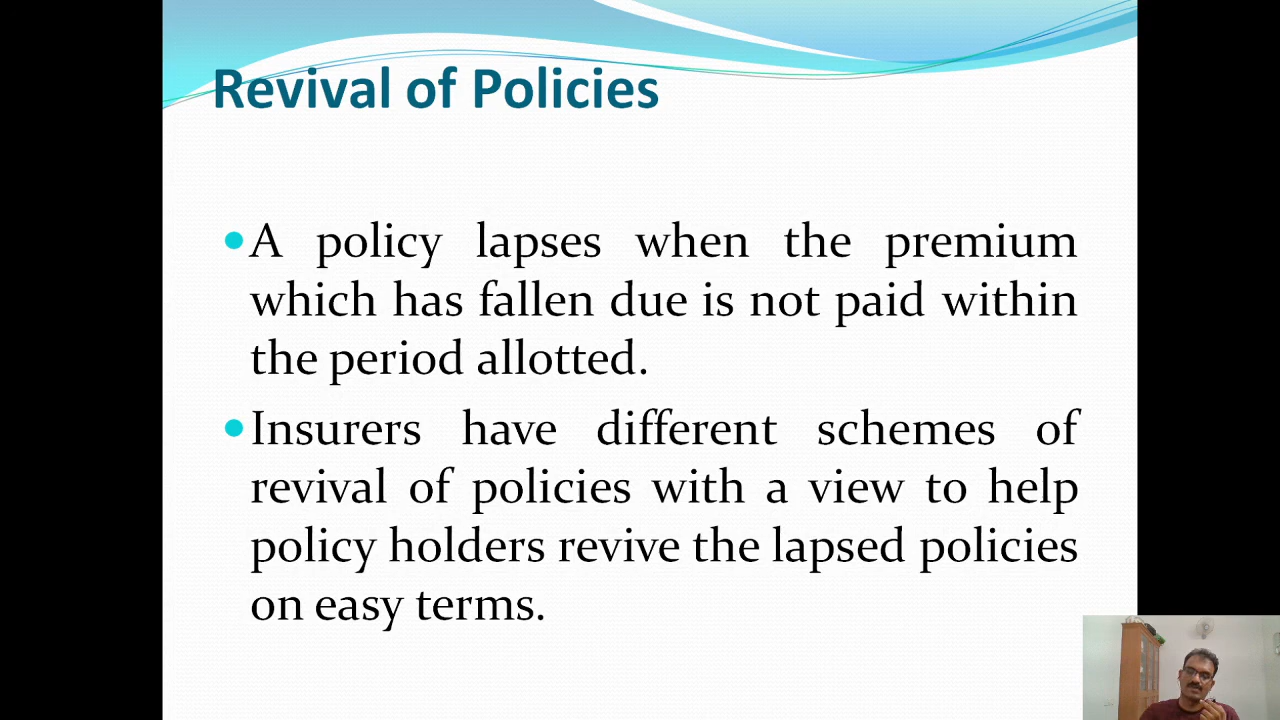 Revival of Policies
•A policy lapses when the premium
which has fallen due is not paid within
the period allotted.
•Insurers have different schemes of
revival of policies with a view to help
policy holders revive the lapsed policies
on easy terms.